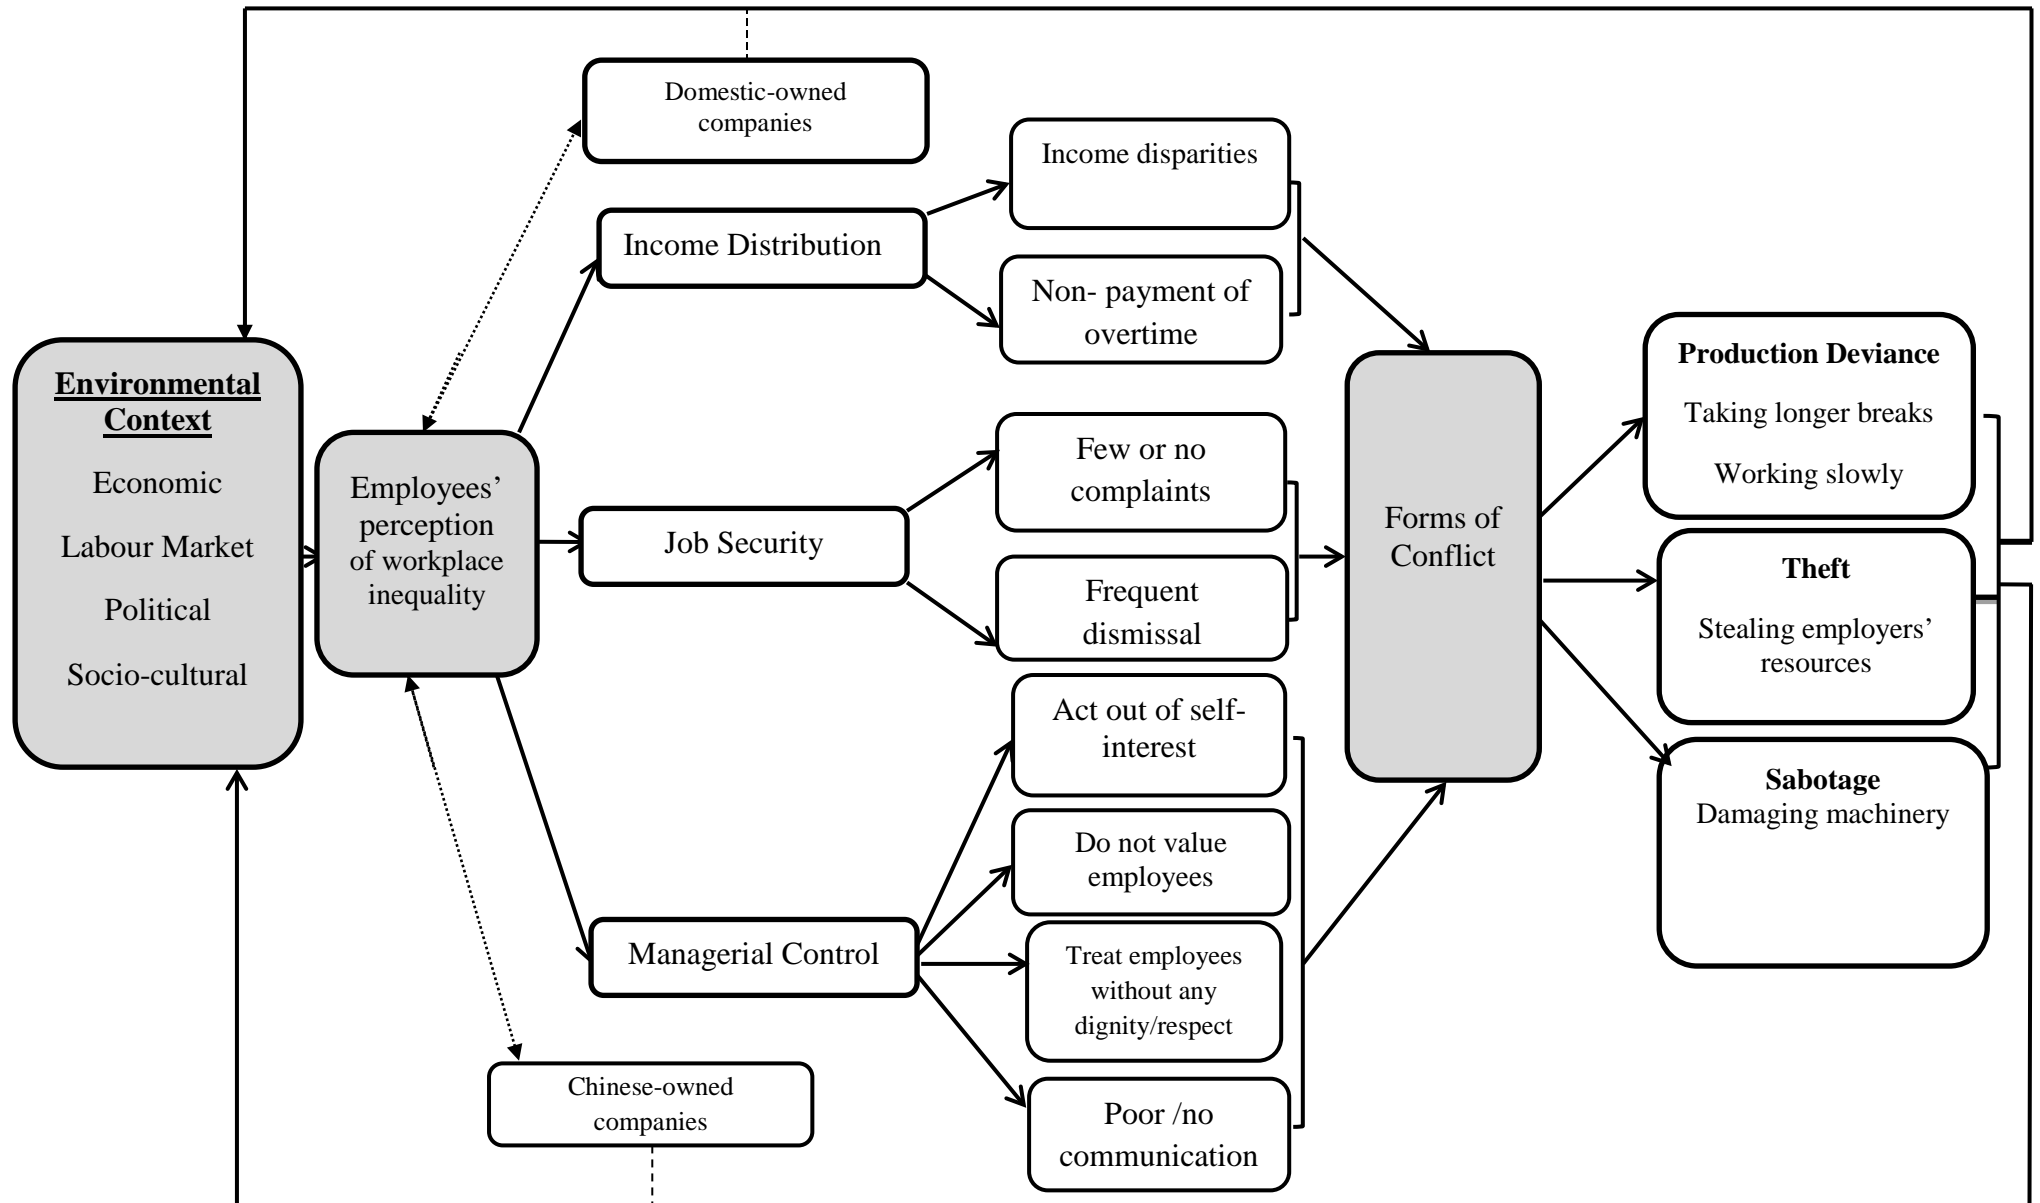 Domestic-owned
companies
Income disparities
Income Distribution
Non- payment of
overtime
Environmental
Context
Economic
Labour Market
Political
Socio-cultural
Employees’
perception
of workplace
inequality
Job Security
Few or no
complaints
Frequent
dismissal
Forms of
Conflict
Production Deviance
Taking longer breaks
Working slowly
Theft
Stealing employers’
resources
Sabotage
Damaging machinery
Act out of self-
interest
Do not value
employees
Managerial Control
Treat employees
without any
dignity/respect
Chinese-owned
companies
Poor /no
communication